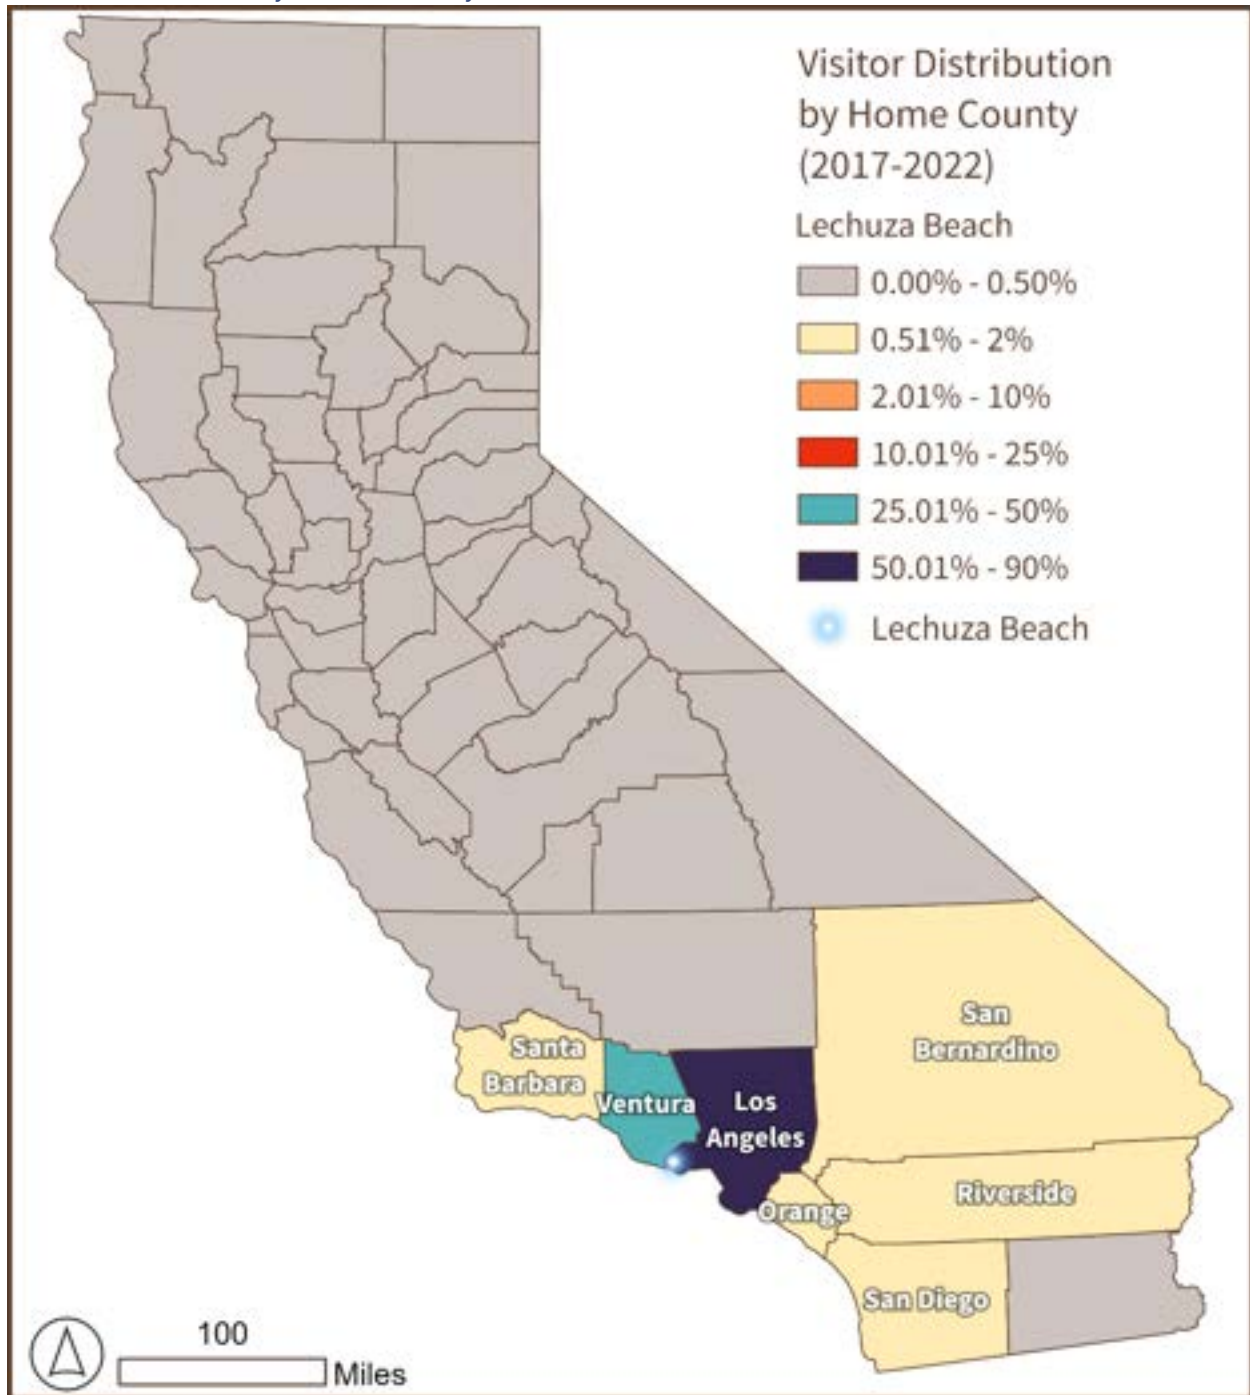 Visitor Distribution
by Home County
(2017-2022)
Lechuza Beach
0.00% - 0.50%
0.51% - 2%
2.01% - 10%
10.01% - 25%
25.01% - 50%
50.01% - 90%
Lechuza Beach
San
Bernardino
Santa
Barbara
Ventura
Los
Angeles
Riverside
Orange
San Diego
100
Miles